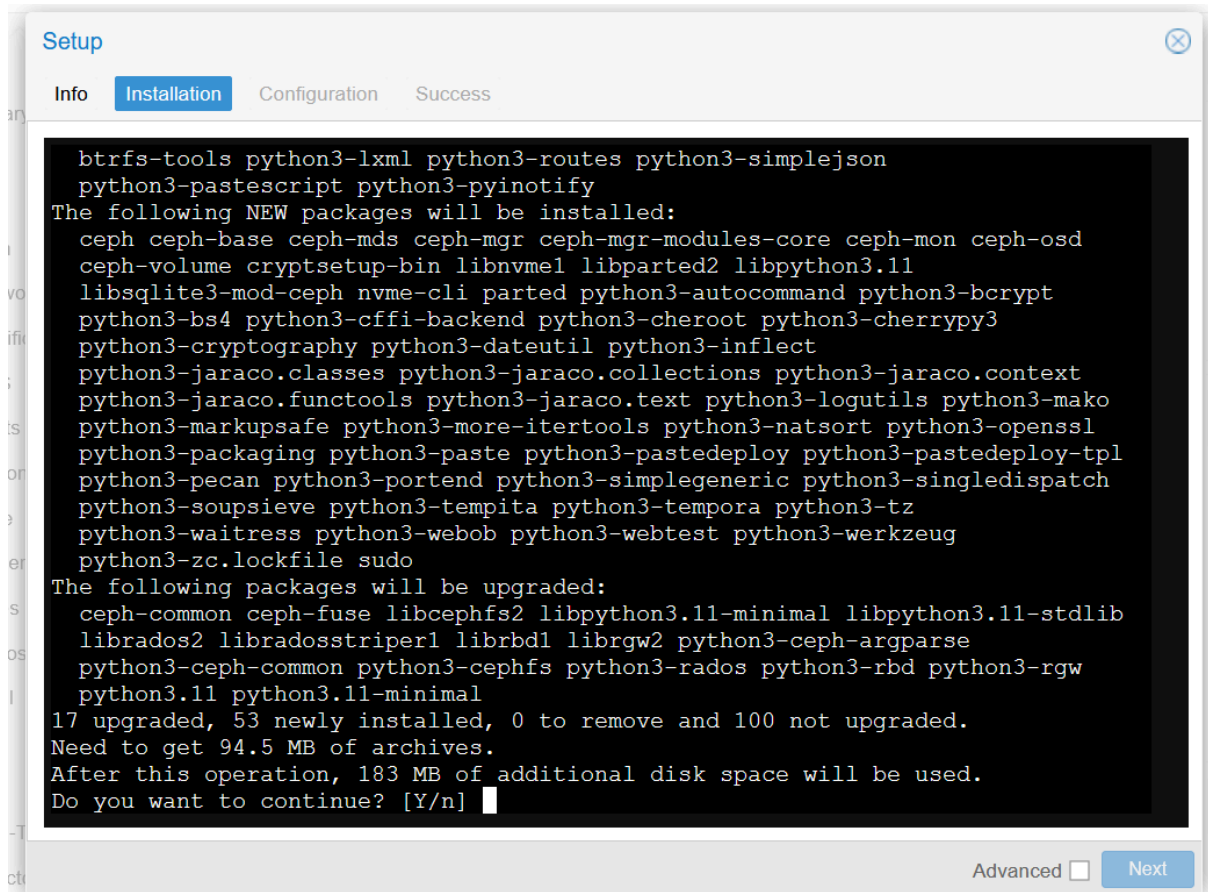 Setup
Info Installation Configuration Success
btrfs-tools python3-lxml python3-routes python3-simplejson
python3-pastescript python3-pyinotify
The following NEW packages will be installed:
ceph ceph-base ceph-mds ceph-mgr ceph-mgr-modules-core ceph-mon ceph-osd
ceph-volume cryptsetup-bin libnvme1 libparted2 libpython3.11
libsqlite3-mod-ceph nvme-cli parted python3-autocommand python3-bcrypt
python3-bs4 python3-cffi-backend python3-cheroot python3-cherrypy3
python3-cryptography python3-dateutil python3-inflect
python3-jaraco.classes python3-jaraco.collections python3-jaraco.context
python3-jaraco.functools python3-jaraco.text python3-logutils python3-mako
python3-markupsafe python3-more-itertools python3-natsort python3-openssl
python3-packaging python3-paste python3-pastedeploy python3-pastedeploy-tpl
python3-pecan python3-portend python3-simplegeneric python3-singledispatch
python3-soupsieve python3-tempita python3-tempora python3-tz
python3-waitress python3-webob python3-webtest python3-werkzeug
python3-zc.lockfile sudo
The following packages will be upgraded:
ceph-common ceph-fuse libcephfs2 libpython3.11-minimal libpython3.11-stdlib
librados2 libradosstriper1 librbd1 librgw2 python3-ceph-argparse
python3-ceph-common python3-cephfs python3-rados python3-rbd python3-rgw
python3.11 python3.11-minimal
17 upgraded, 53 newly installed, 0 to remove and 100 not upgraded.
Need to get 94.5 MB of archives.
After this operation, 183 MB of additional disk space will be used.
Do you want to continue? [Y/n]
Advanced Next